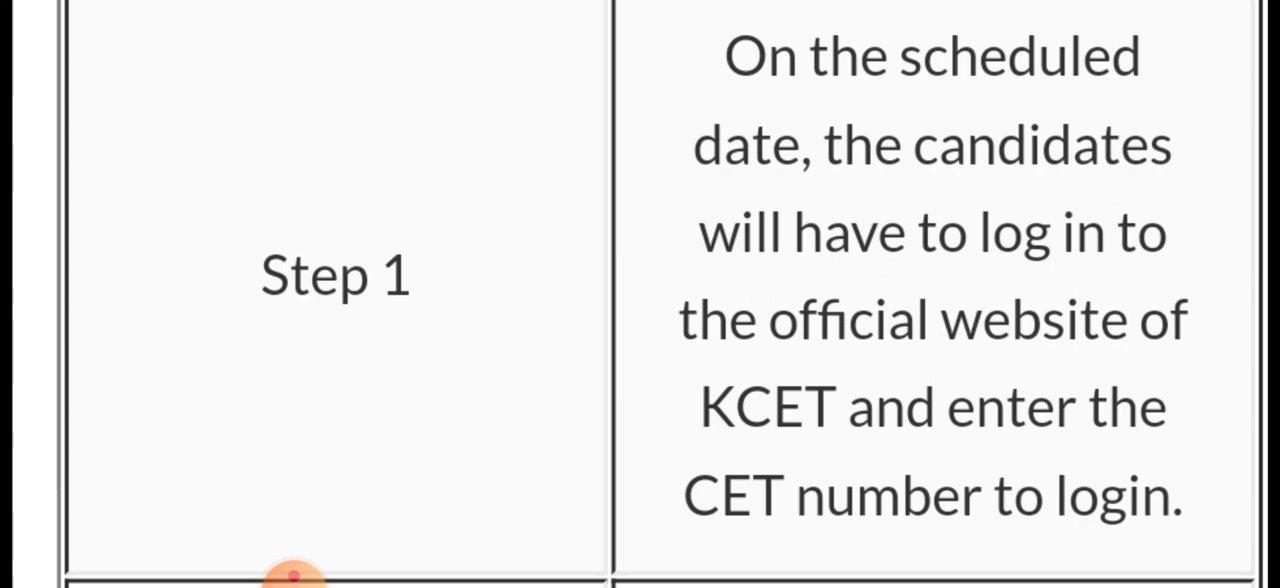 Step 1
On the scheduled
date, the candidates
will have to log in to
the official website of
KCET and enter the
CET number to login.